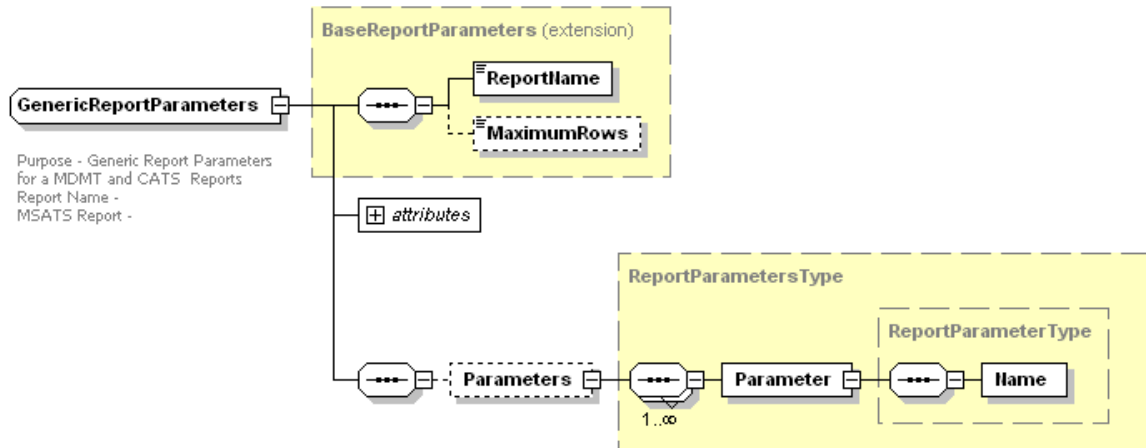 BaseReportParameters (extension)
ReportName
GenericReportParameters
MaximumRows
Purpose - Generic Report Parameters
for a MDMT and CATS Reports
Report Name -
MSATS Report -
attributes
ReportParametersType
ReportParameterType
Parameters
Parameter
Name
1..∞